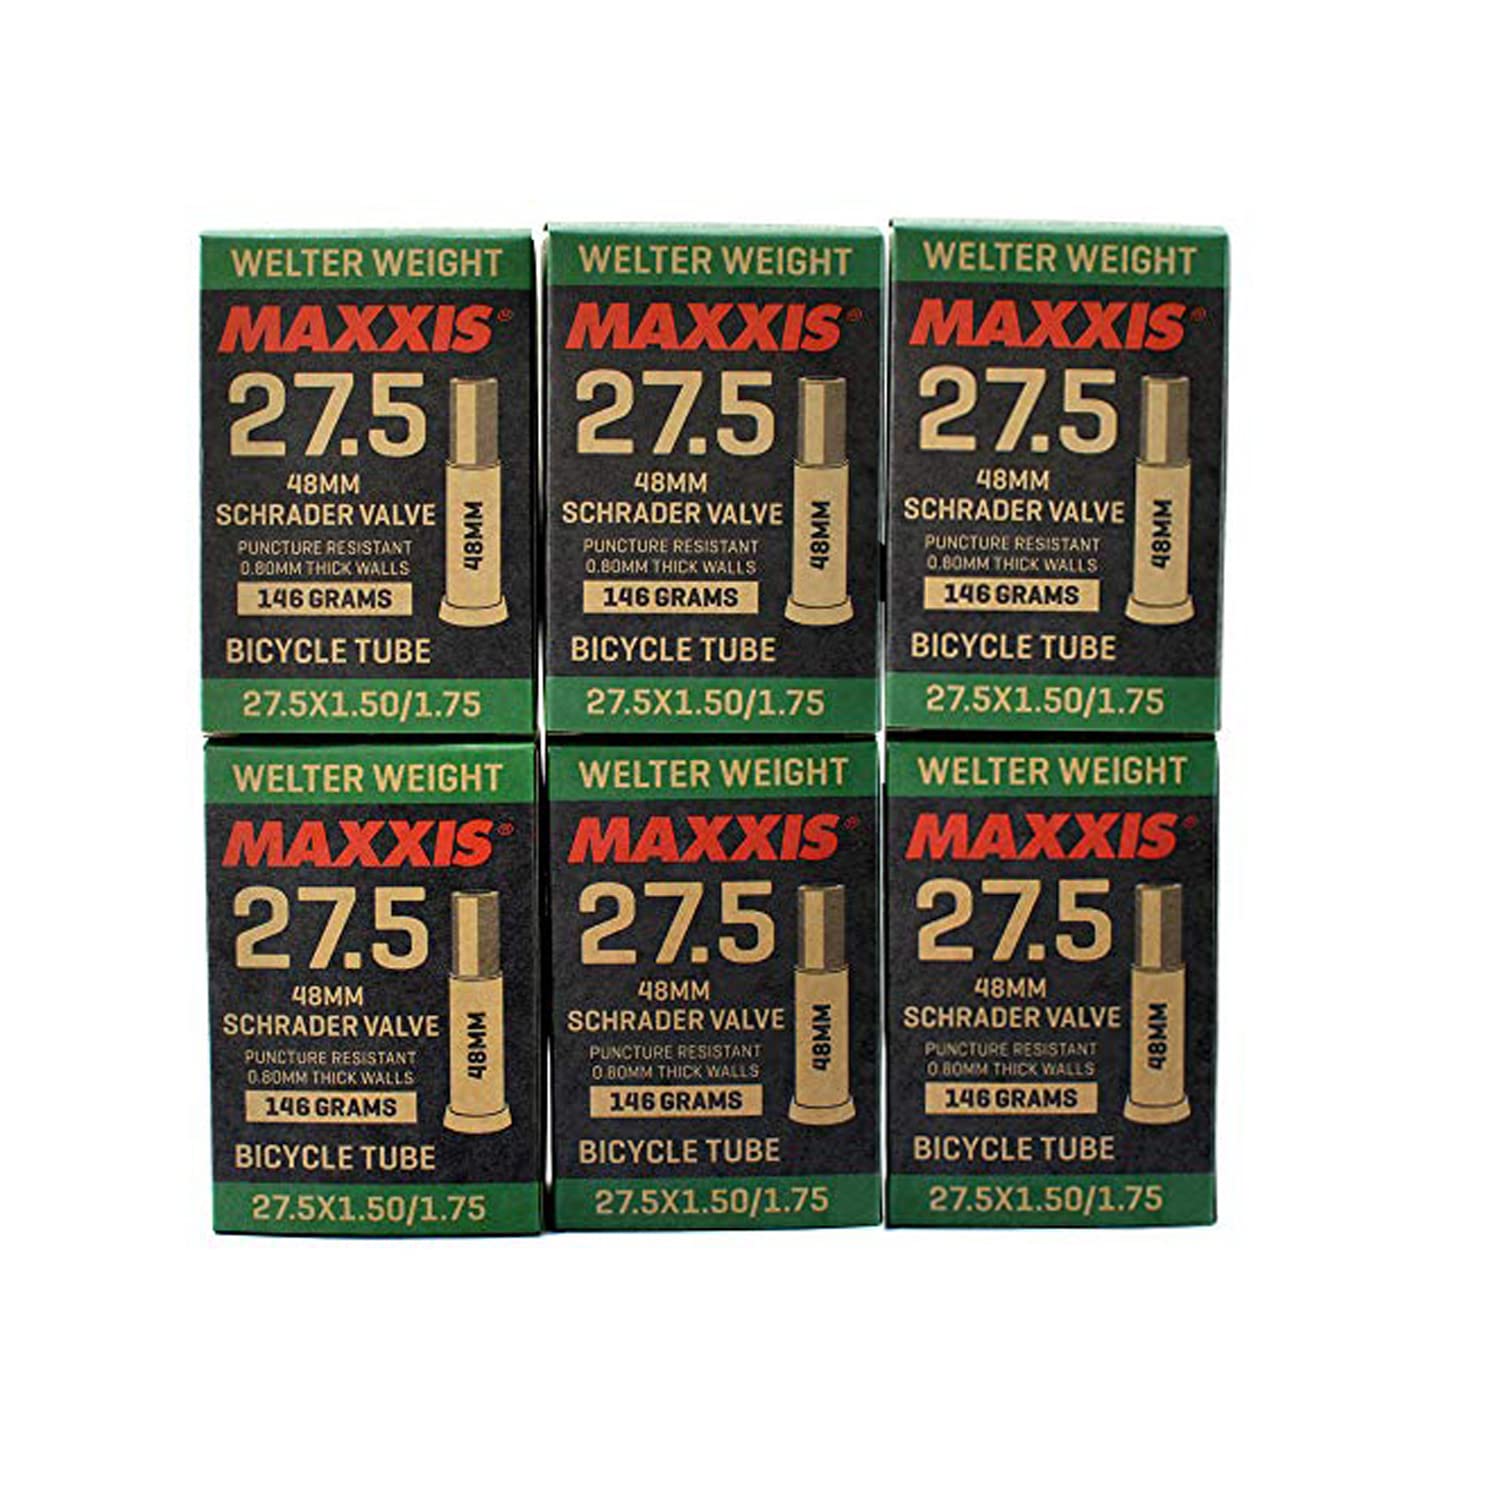 WELTER WEIGHT
MAXXIS®
27.5
48MM
SCHRADER VALVE
PUNCTURE RESISTANT
0.80MM THICK WALLS
146 GRAMS
48MM
BICYCLE TUBE
27.5X1.50/1.75
WELTER WEIGHT
MAXXIS®
27.5
48MM
SCHRADER VALVE
PUNCTURE RESISTANT
0.80MM THICK WALLS
146 GRAMS
48MM
BICYCLE TUBE
27.5X1.50/1.75
WELTER WEIGHT
MAXXIS®
27.5
48MM
SCHRADER VALVE
PUNCTURE RESISTANT
0.80MM THICK WALLS
146 GRAMS
48MM
BICYCLE TUBE
27.5X1.50/1.75
WELTER WEIGHT
MAXXIS®
27.5
48MM
SCHRADER VALVE
PUNCTURE RESISTANT
0.80MM THICK WALLS
146 GRAMS
48MM
BICYCLE TUBE
27.5X1.50/1.75
WELTER WEIGHT
MAXXIS®
27.5
48MM
SCHRADER VALVE
PUNCTURE RESISTANT
0.80MM THICK WALLS
146 GRAMS
48MM
BICYCLE TUBE
27.5X1.50/1.75
WELTER WEIGHT
MAXXIS®
27.5
48MM
SCHRADER VALVE
PUNCTURE RESISTANT
0.80MM THICK WALLS
146 GRAMS
48MM
BICYCLE TUBE
27.5X1.50/1.75